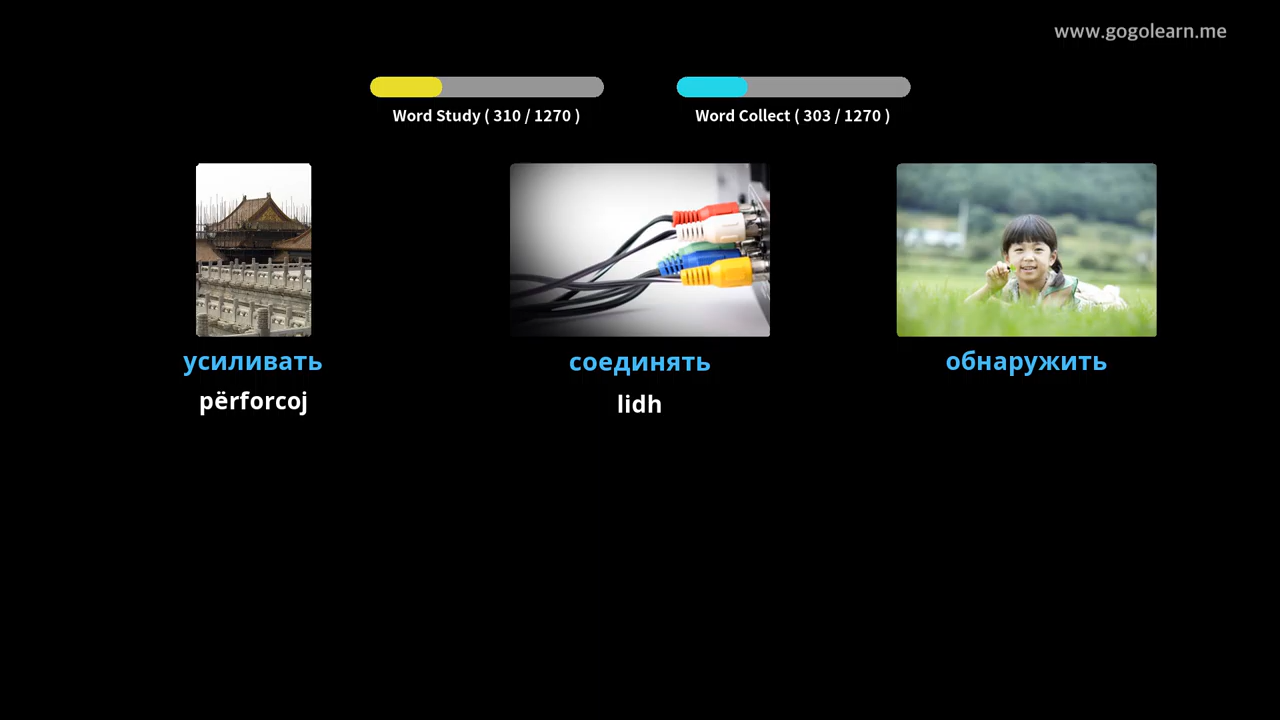 www.gogolearn.me
Word Study ( 310 / 1270 )
Word Collect ( 303 / 1270 )
усиливать
përforcoj
соединять
lidh
обнаружить